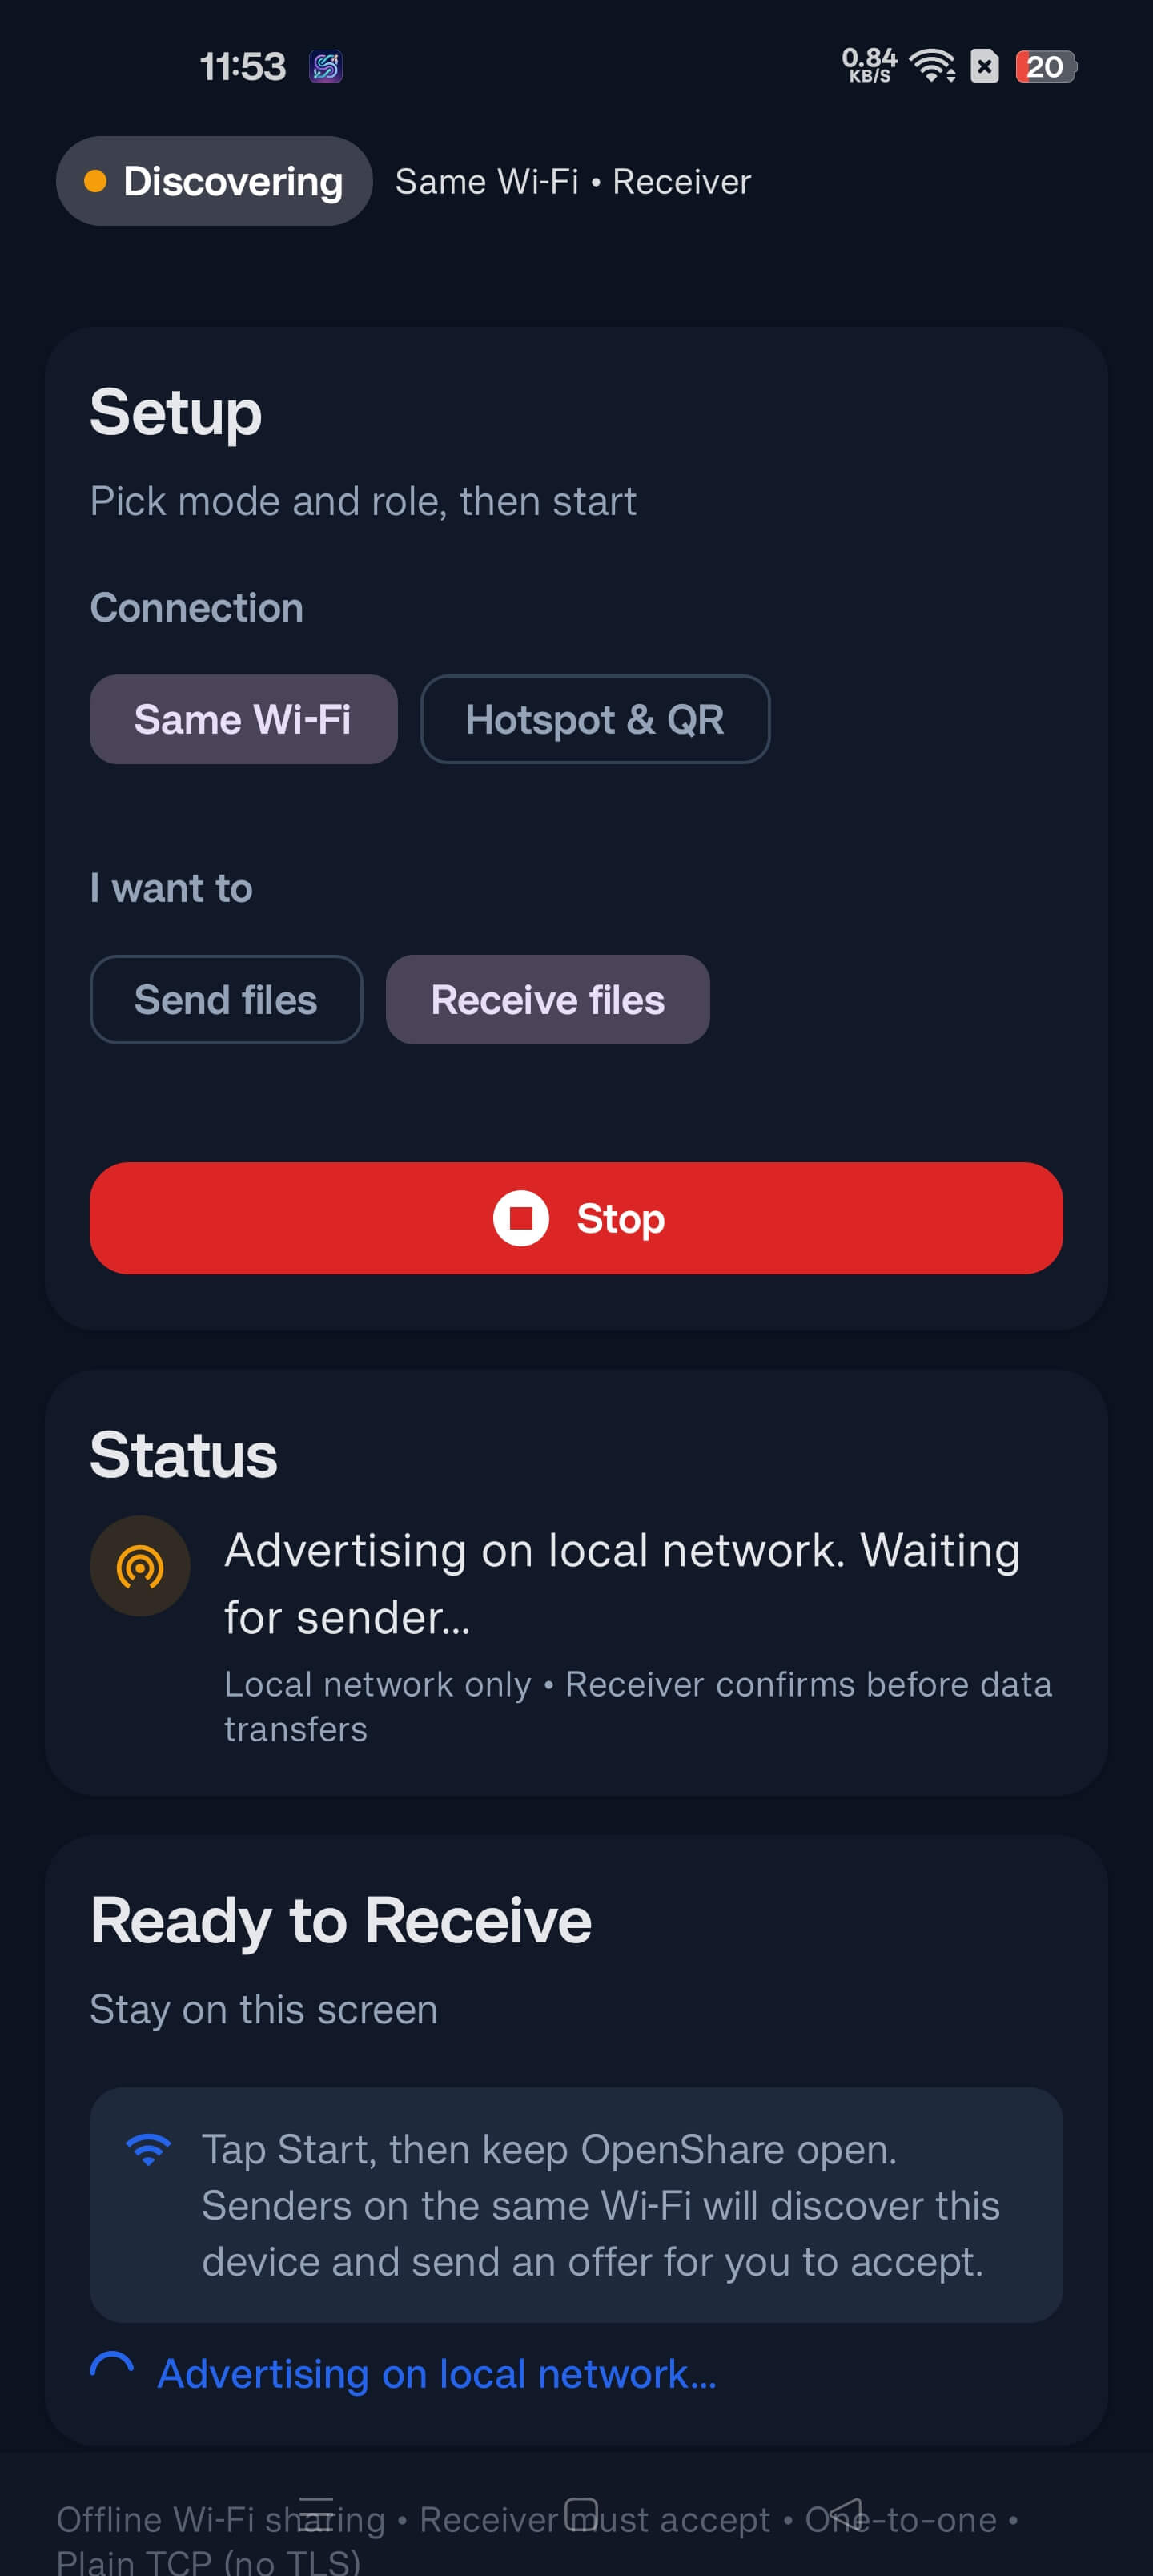 11:53
0.84
KB/S
20
Discovering
Same Wi-Fi • Receiver
Setup
Pick mode and role, then start
Connection
Same Wi-Fi
Hotspot & QR
I want to
Send files
Receive files
Stop
Status
Advertising on local network. Waiting
for sender...
Local network only • Receiver confirms before data
transfers
Ready to Receive
Stay on this screen
Tap Start, then keep OpenShare open.
Senders on the same Wi-Fi will discover this
device and send an offer for you to accept.
Advertising on local network...
Offline Wi-Fi sharing • Receiver must accept • One-to-one •
Plain TCP (no TLS)